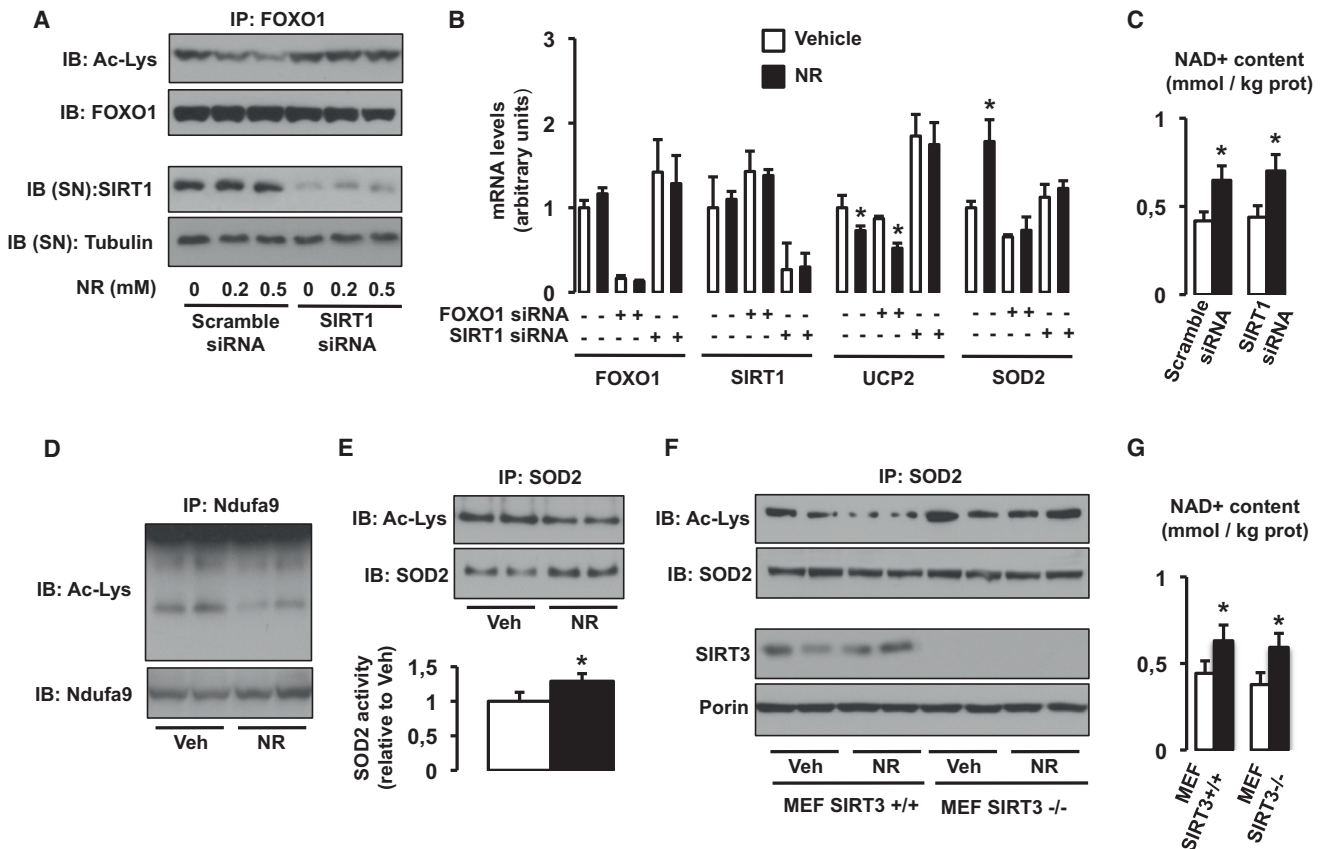 A
IP: FOXO1
IB: Ac-Lys
IB: FOXO1
IB (SN):SIRT1
IB (SN): Tubulin
NR (mM)
0 0.2 0.5 0 0.2 0.5
Scramble
siRNA
SIRT1
siRNA
B
Vehicle
NR
mRNA levels
(arbitrary units)
3
2
1
0
* * *
*
FOXO1 siRNA - - + + - - - - + + - - - - + + - - - - + + - -
SIRT1 siRNA - - - - + + - - - - + + - - - - + + - - - - + +
FOXO1 SIRT1 UCP2 SOD2
C
NAD+ content
(mmol / kg prot)
1
0,5
0
* *
Scramble
siRNA
SIRT1
siRNA
D
IP: Ndufa9
IB: Ac-Lys
IB: Ndufa9
Veh NR
E
IP: SOD2
IB: Ac-Lys
IB: SOD2
Veh NR
SOD2 activity
(relative to Veh)
1,5
1
0,5
0
*
F
IP: SOD2
IB: Ac-Lys
IB: SOD2
SIRT3
Porin
Veh NR Veh NR
MEF SIRT3 +/+ MEF SIRT3 -/-
G
NAD+ content
(mmol / kg prot)
1
0,5
0
* *
MEF
SIRT3+/+
MEF
SIRT3-/-